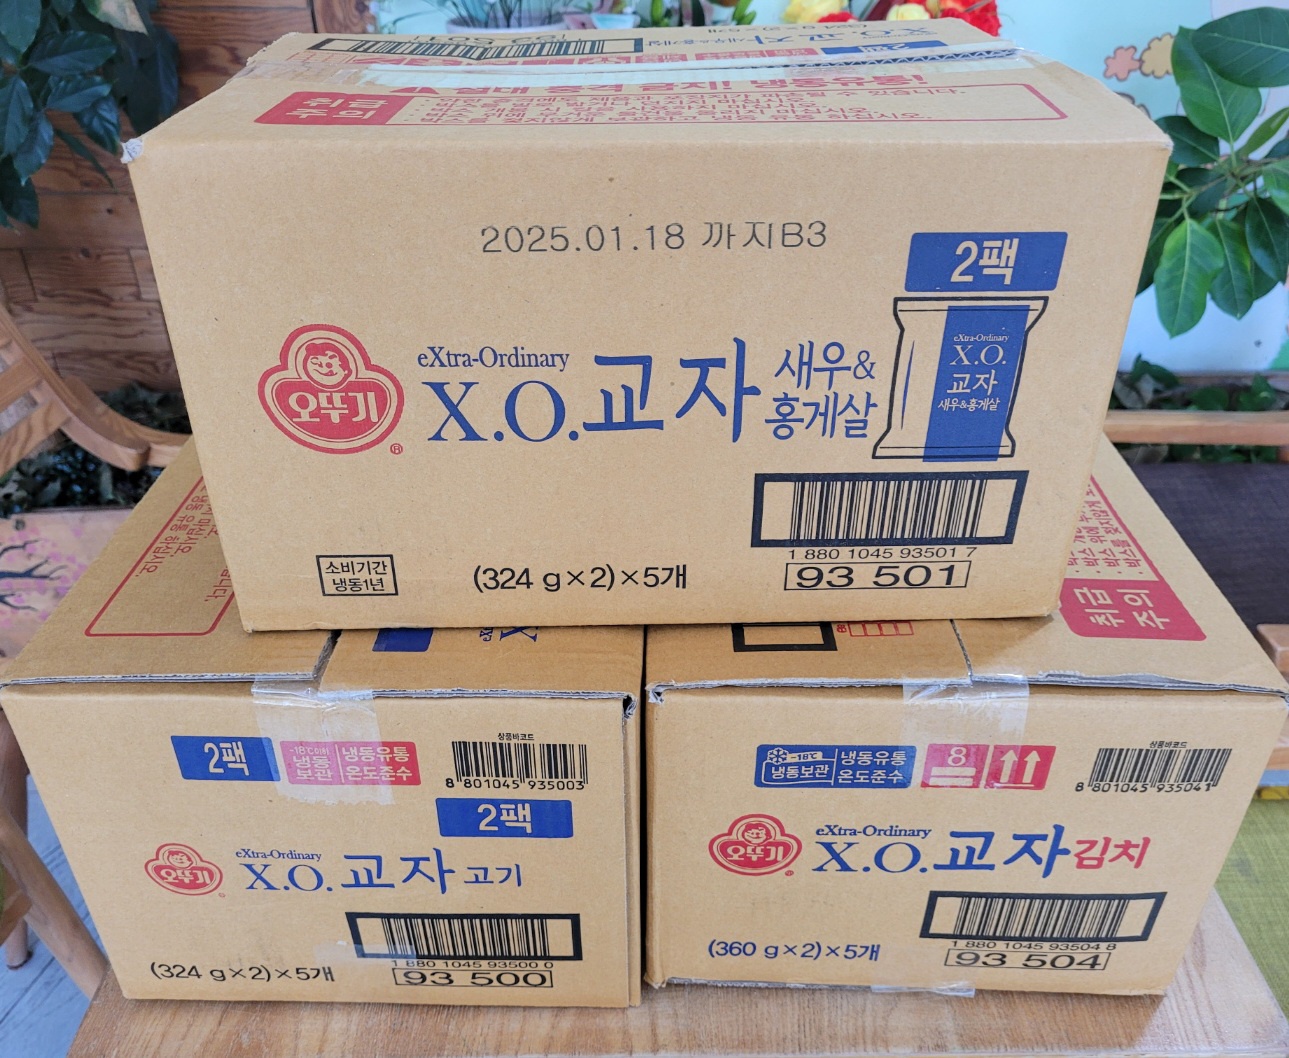 취급
주의
2025.01.18 까지B3
2팩
오뚜기
eXtra-Ordinary
X.O.교자
새우&
홍게살
eXtra-Ordinary
X.O.
교자
새우&홍게살
1 880 1045 93501 7
93 501
소비기간
냉동1년
(324 g×2)×5개
취급
주의
2팩
냉동
보관
냉동유통
온도준수
상품바코드
8 801045 935003
2팩
오뚜기
eXtra-Ordinary
X.O.교자 고기
1 880 1045 93500 0
93 500
(324 g×2)×5개
-18℃
냉동보관
냉동유통
온도준수
8
상품바코드
8 801045 935041
오뚜기
eXtra-Ordinary
X.O.교자김치
1 880 1045 93504 8
93 504
(360 g×2)×5개